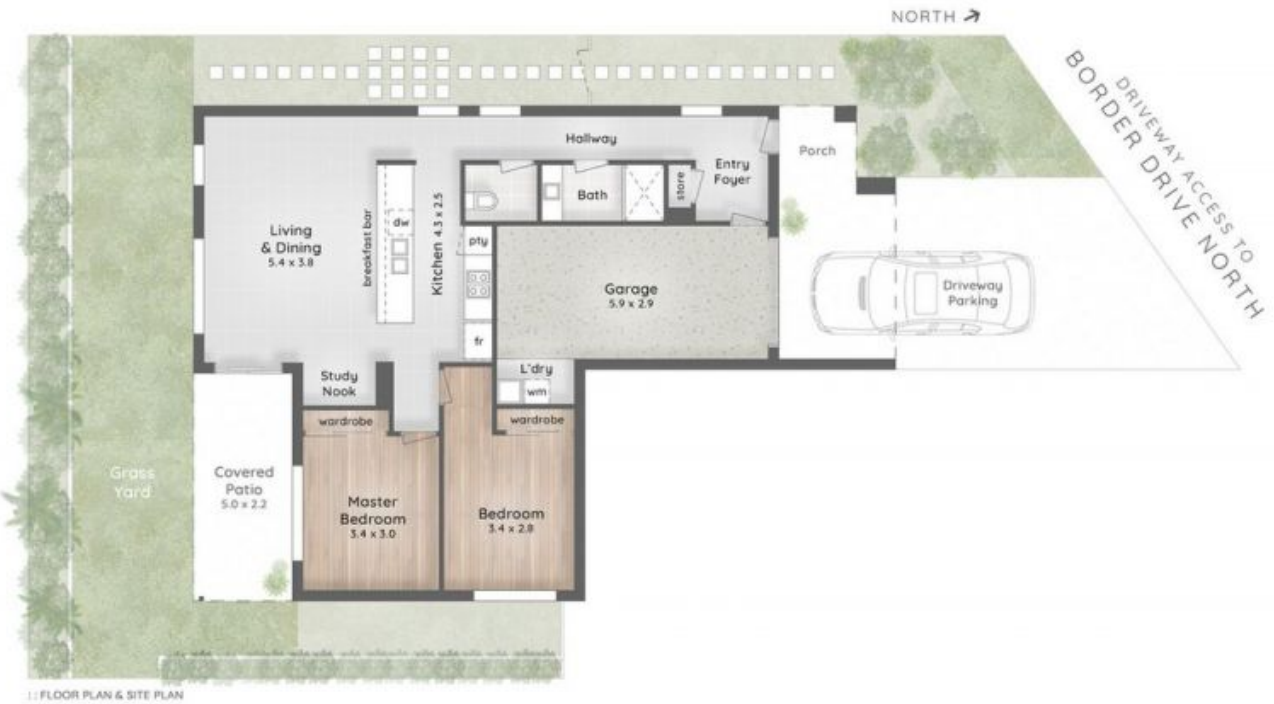 NORTH
DRIVEWAY ACCESS TO
BORDER DRIVE NORTH
Hallway
Porch
Entry
Foyer
store
Bath
Living
& Dining
5.4 x 3.8
breakfast bar
dw
Kitchen 4.3 x 2.5
pty
fr
Garage
5.9 x 2.9
Driveway
Parking
L'dry
wm
Study
Nook
wardrobe
wardrobe
Grass
Yard
Covered
Patio
5.0 x 2.2
Master
Bedroom
3.4 x 3.0
Bedroom
3.4 x 2.8
:: FLOOR PLAN & SITE PLAN